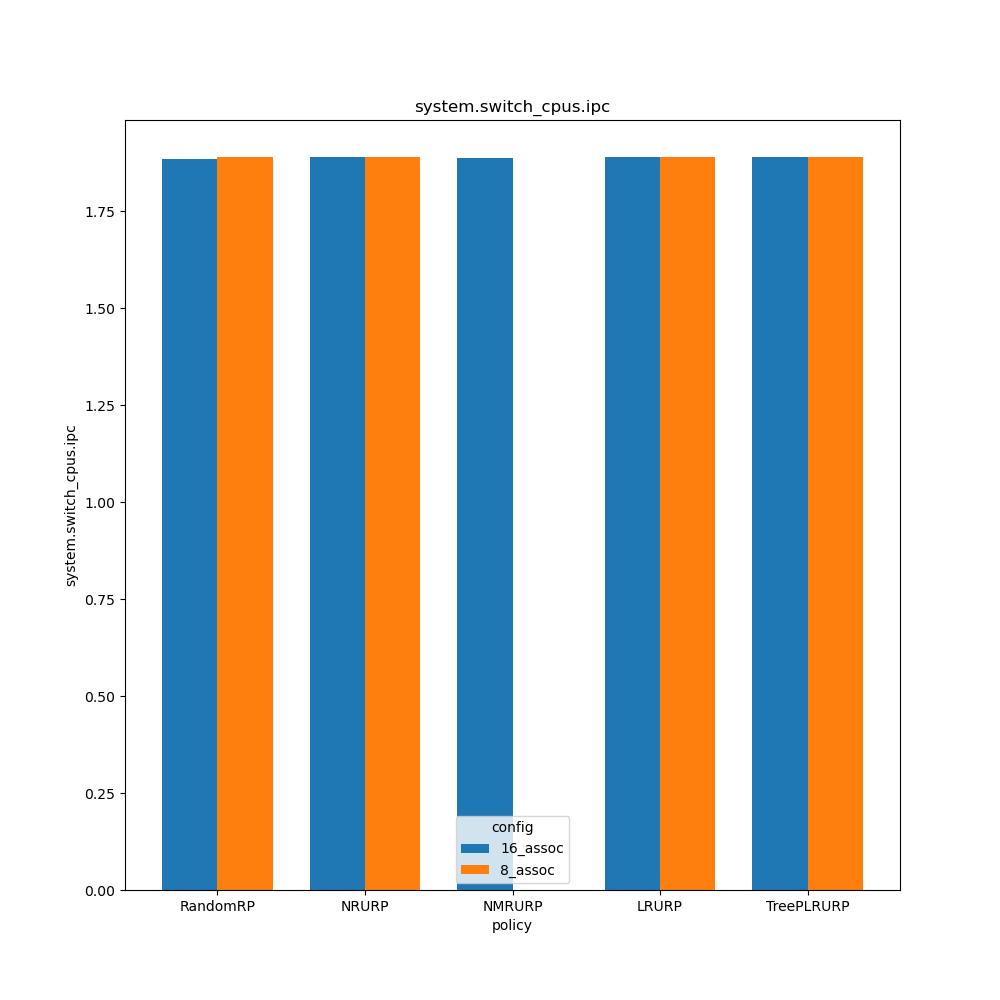 system.switch_cpus.ipc
system.switch_cpus.ipc
1.75
1.50
1.25
1.00
0.75
0.50
0.25
0.00
config
16_assoc
8_assoc
RandomRP NRURP NMRURP LRURP TreePLRURP
policy